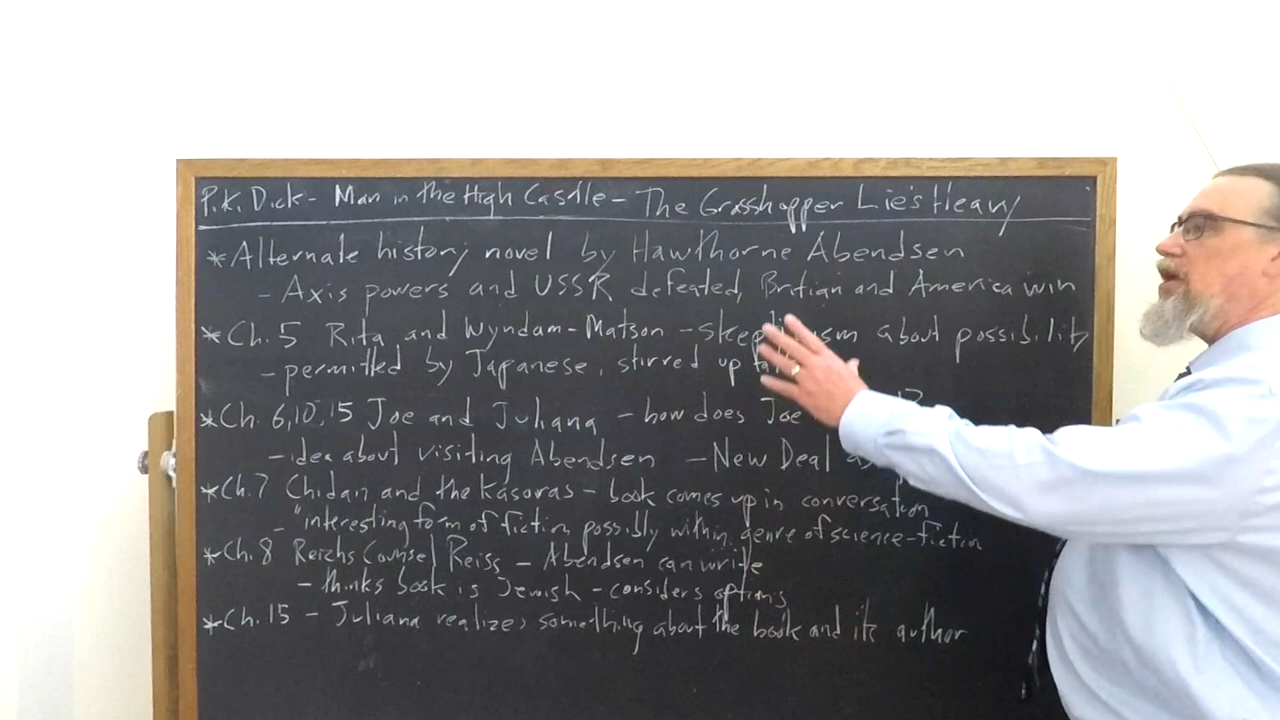 P.K. Dick - Man in the High Castle - The Grasshopper Lie's Heavy
* Alternate history novel by Hawthorne Abendsen
- Axis powers and USSR defeated, Britian and America win
* Ch. 5 Rita and Wyndam-Matson - skepticism about possibility
- permitted by Japanese, stirred up
* Ch. 6, 10, 15 Joe and Juliana - how does Joe
- idea about visiting Abendsen - New Deal
* Ch. 7 Chidan and the Kasoras - book comes up in conversation
- "interesting form of fiction possibly within genre of science-fiction
* Ch. 8 Reichs Counsel Reiss - Abendsen can write
- thinks book is Jewish - considers options
* Ch. 15 - Juliana realizes something about the book and its author